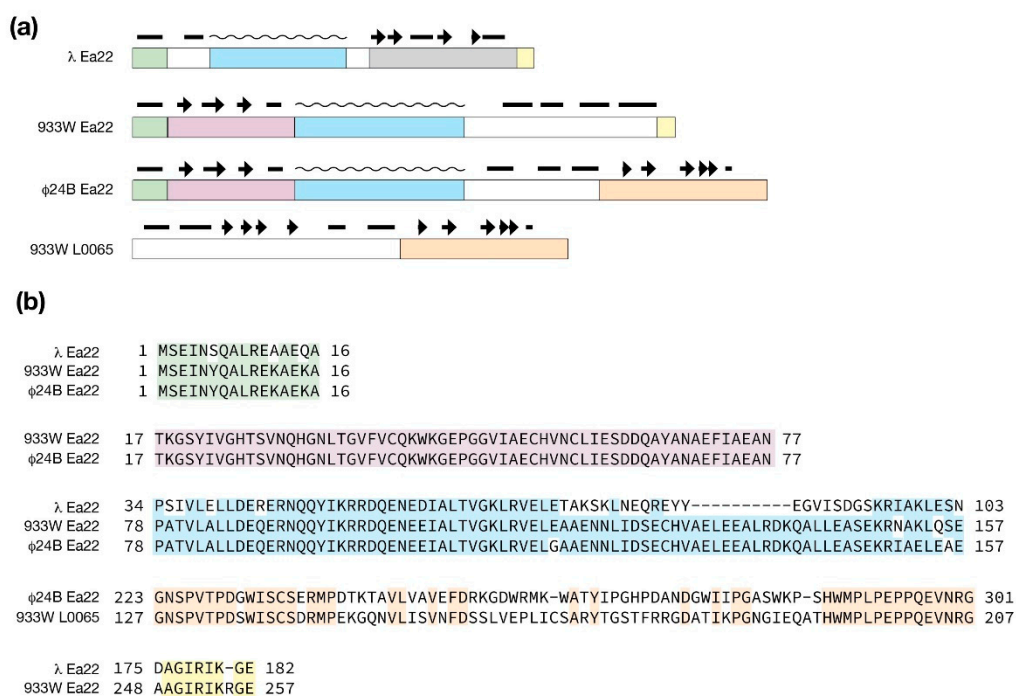 (a)
λ Ea22
933W Ea22
ϕ24B Ea22
933W L0065
(b)
λ Ea22 1 MSEINSQALREAAEQA 16
933W Ea22 1 MSEINYQALREKAEKA 16
ϕ24B Ea22 1 MSEINYQALREKAEKA 16
933W Ea22 17 TKGSYIVGHTSVNQHGNLTGVFVCQKWKGEPGGVIAECHVNCLIESDDQAYANAEFIAEAN 77
ϕ24B Ea22 17 TKGSYIVGHTSVNQHGNLTGVFVCQKWKGEPGGVIAECHVNCLIESDDQAYANAEFIAEAN 77
λ Ea22 34 PSIVLELLDERERNQQYIKRRDQENEDIALTVGKLRVELETAKSKLNEQREYY----------EGVISDGSKRIAKLESN 103
933W Ea22 78 PATVLALLDEQERNQQYIKRRDQENEEIALTVGKLRVELEAAENNLIDSECHVAELEEALRDKQALLEASEKRNAKLQSE 157
ϕ24B Ea22 78 PATVLALLDEQERNQQYIKRRDQENEEIALTVGKLRVELGAAENNLIDSECHVAELEEALRDKQALLEASEKRIAELEAE 157
ϕ24B Ea22 223 GNSPVTPDGWISCSERMPDTKTAVLVAVEFDRKGDWRMK-WATYIPGHPDANDGWIIPGASWKP-SHWMPLPEPPQEVNRG 301
933W L0065 127 GNSPVTPDSWISCSDRMPEKGQNVLISVNFDSSLVEPLICSARYTGSTFRRGDATIKPGNGIEQATHWMPLPEPPQEVNRG 207
λ Ea22 175 DAGIRIK-GE 182
933W Ea22 248 AAGIRIKRGE 257